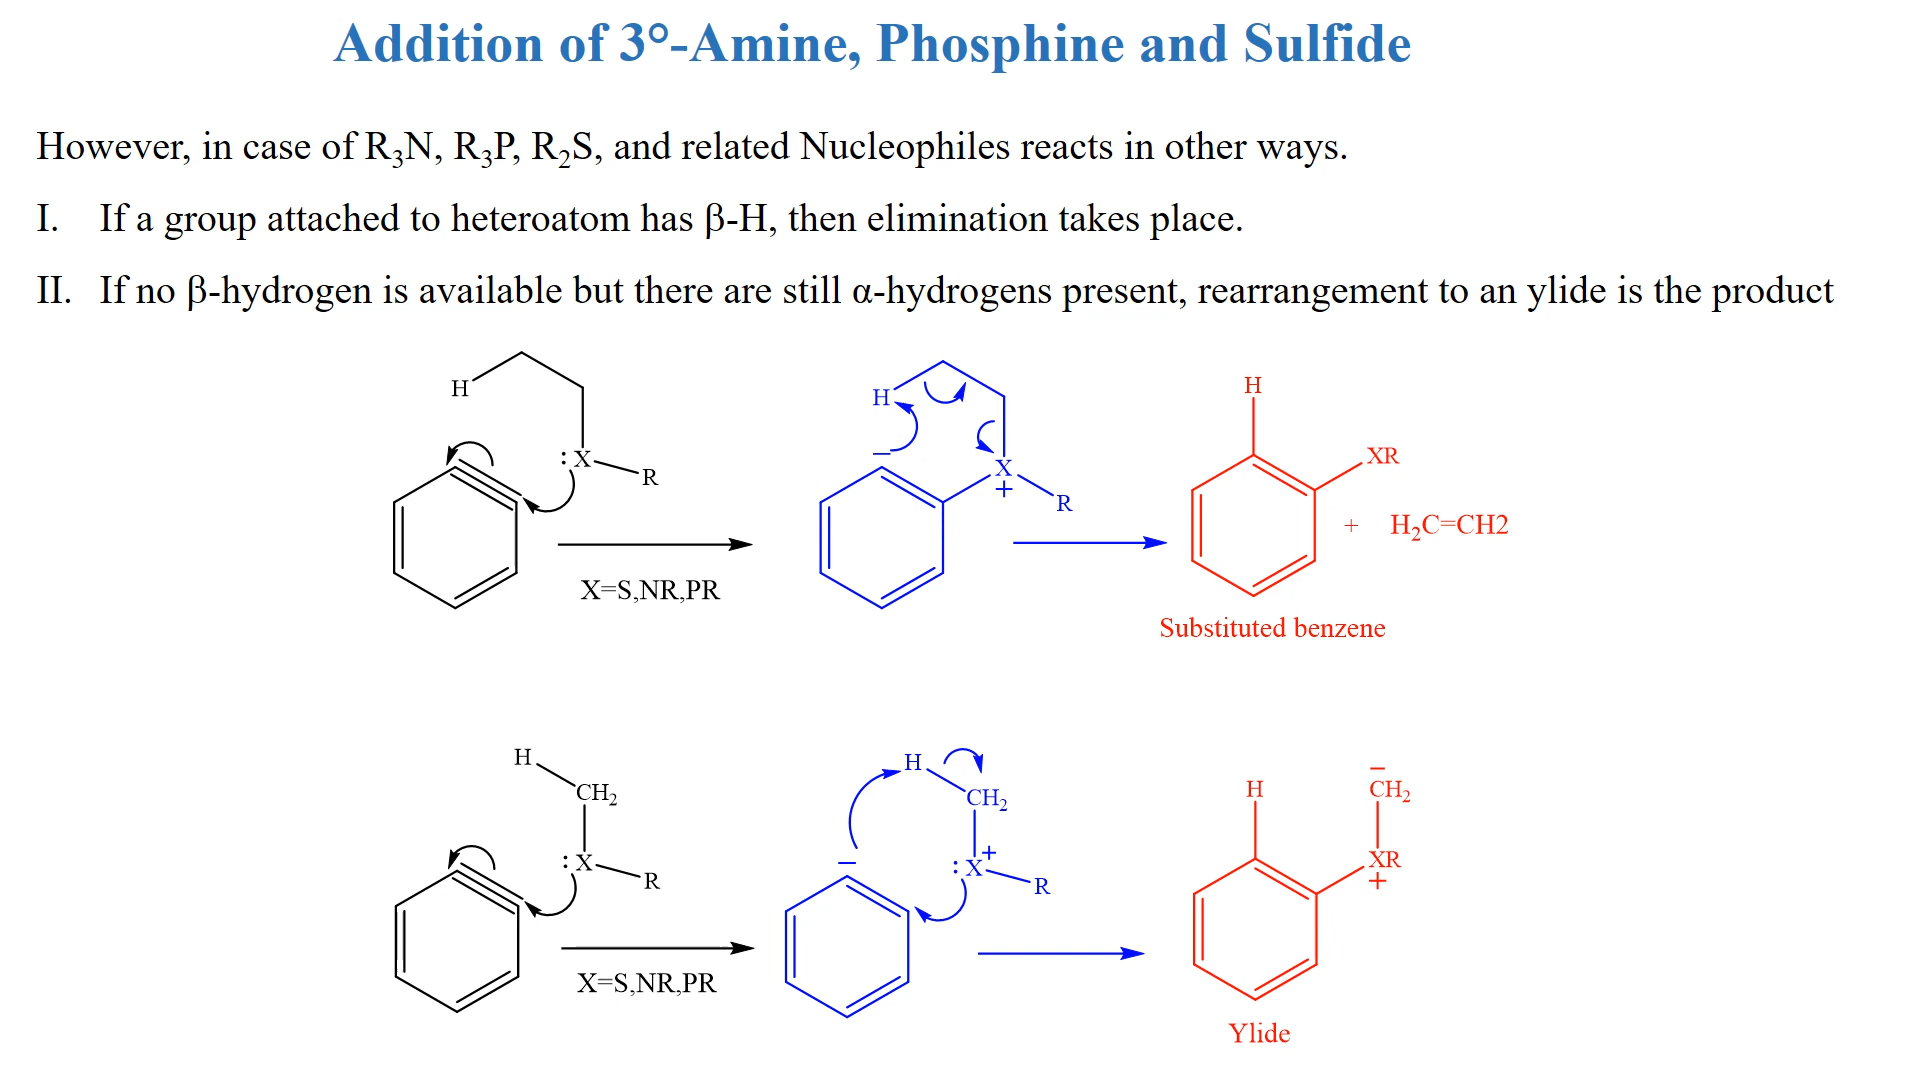 Addition of 3°-Amine, Phosphine and Sulfide
However, in case of R₃N, R₃P, R₂S, and related Nucleophiles reacts in other ways.
I. If a group attached to heteroatom has β-H, then elimination takes place.
II. If no β-hydrogen is available but there are still α-hydrogens present, rearrangement to an ylide is the product
H
:X
R
X=S,NR,PR
H
–
X
+
R
H
XR
+ H₂C=CH2
Substituted benzene
H
CH₂
:X
R
X=S,NR,PR
H
CH₂
–
:X+
R
H
–
CH₂
XR
+
Ylide